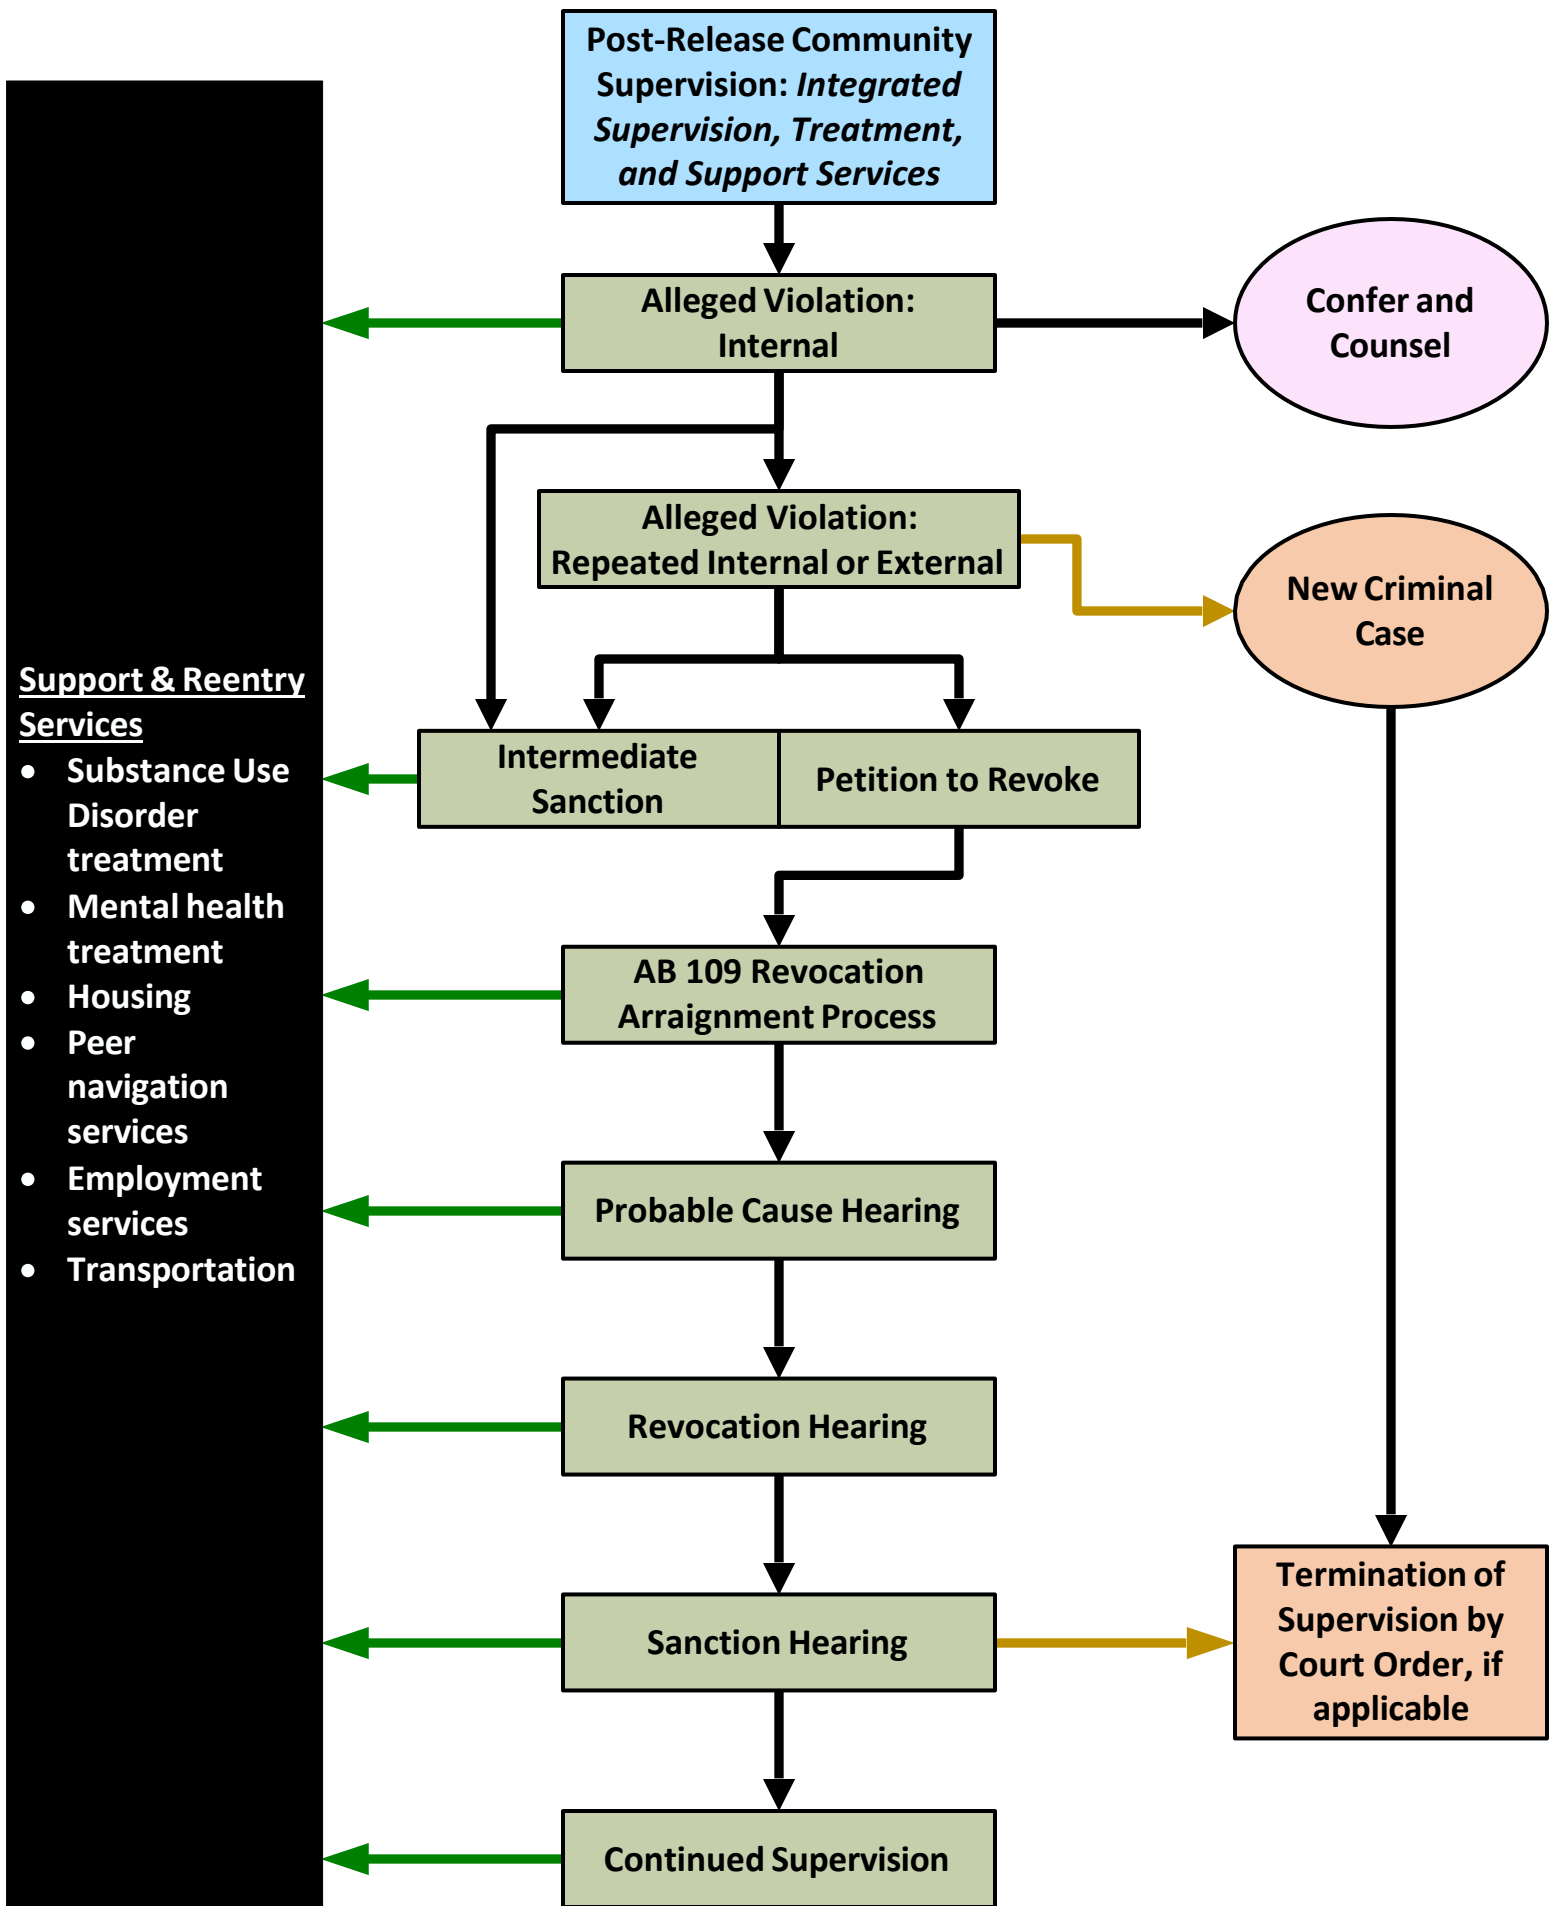 Post-Release Community
Supervision: Integrated
Supervision, Treatment,
and Support Services
Alleged Violation:
Internal
Confer and
Counsel
Alleged Violation:
Repeated Internal or External
New Criminal
Case
Intermediate
Sanction
Petition to Revoke
AB 109 Revocation
Arraignment Process
Probable Cause Hearing
Revocation Hearing
Sanction Hearing
Termination of
Supervision by
Court Order, if
applicable
Continued Supervision
Support & Reentry
Services
• Substance Use
Disorder
treatment
• Mental health
treatment
• Housing
• Peer
navigation
services
• Employment
services
• Transportation